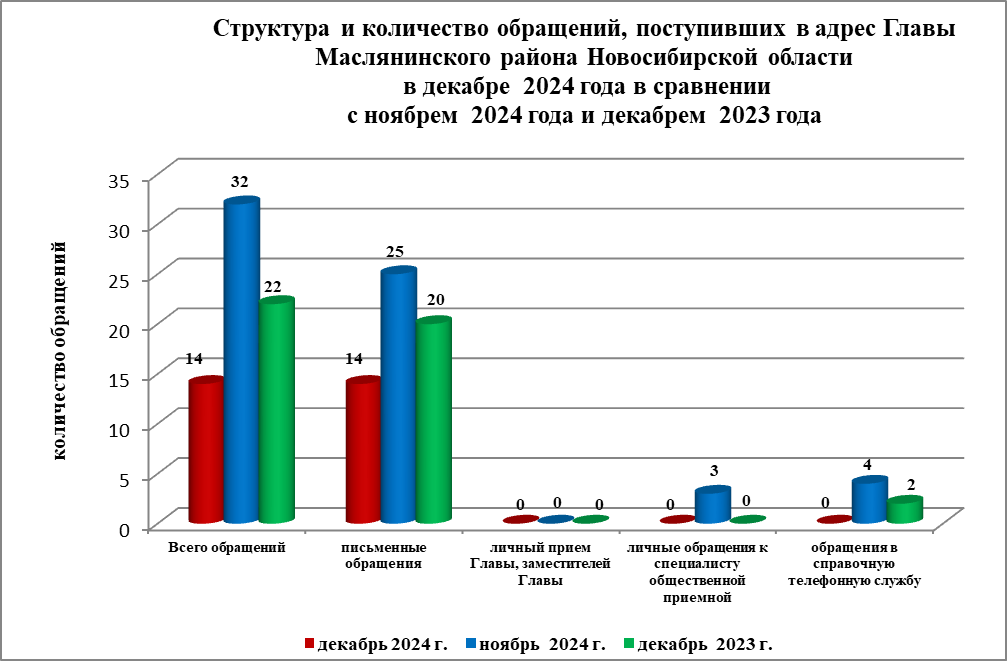 Структура и количество обращений, поступивших в адрес Главы
Маслянинского района Новосибирской области
в декабре 2024 года в сравнении
с ноябрем 2024 года и декабрем 2023 года
количество обращений
35
30
25
20
15
10
5
0
14
32
22
14
25
20
0
0
0
0
3
0
0
4
2
Всего обращений
письменные
обращения
личный прием
Главы, заместителей
Главы
личные обращения к
специалисту
общественной
приемной
обращения в
справочную
телефонную службу
декабрь 2024 г.
ноябрь 2024 г.
декабрь 2023 г.